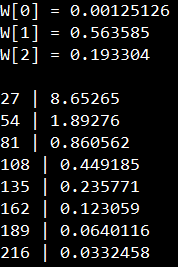 W[0] = 0.00125126
W[1] = 0.563585
W[2] = 0.193304
27 | 8.65265
54 | 1.89276
81 | 0.860562
108 | 0.449185
135 | 0.235771
162 | 0.123059
189 | 0.0640116
216 | 0.0332458